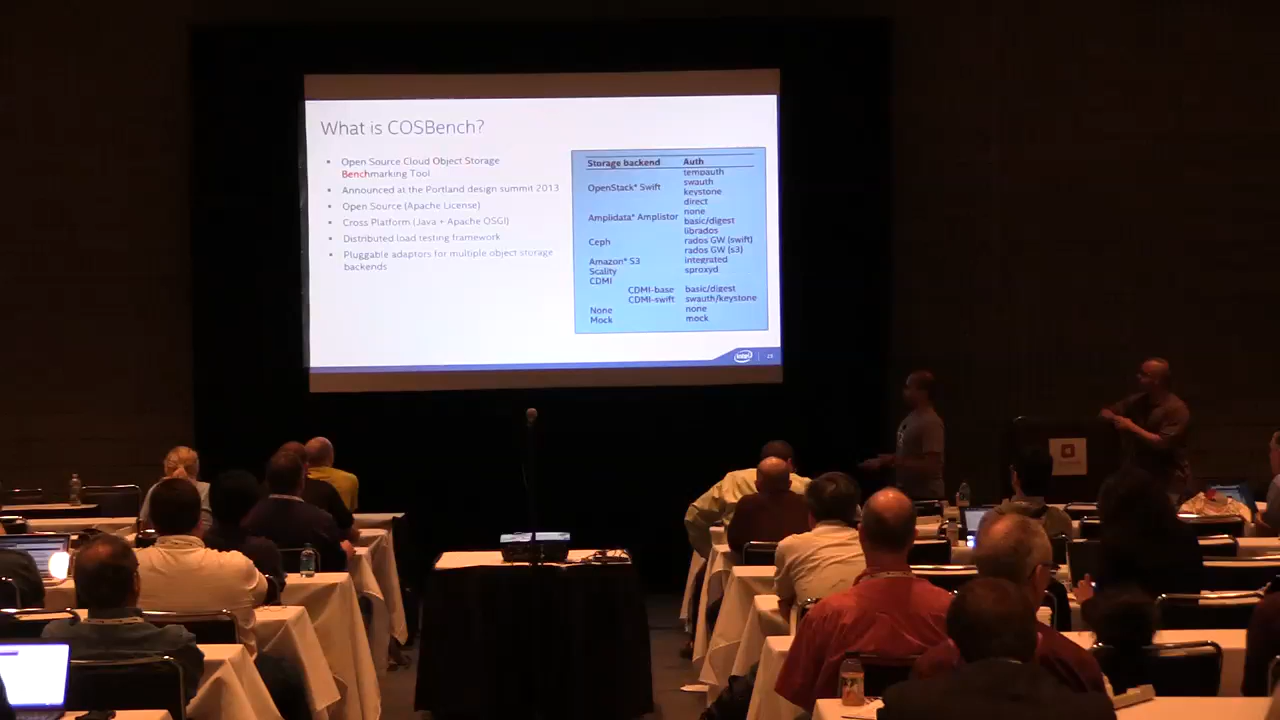 What is COSBench?
Open Source Cloud Object Storage
Benchmarking Tool
Announced at the Portland design summit 2013
Open Source (Apache License)
Cross Platform (Java + Apache OSGI)
Distributed load testing framework
Pluggable adaptors for multiple object storage
backends
Storage backend Auth
tempauth
swauth
OpenStack* Swift
keystone
direct
none
Amplidata* Amplistor
basic/digest
librados
Ceph rados GW (swift)
rados GW (s3)
Amazon* S3 integrated
Scality sproxyd
CDMI
CDMI-base basic/digest
CDMI-swift swauth/keystone
None none
Mock mock
intel